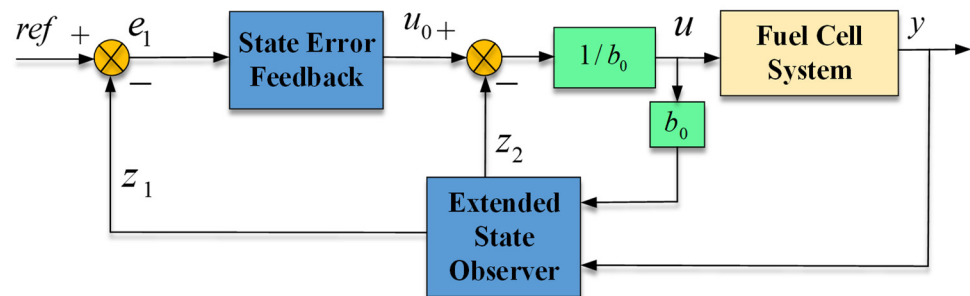 ref + e₁
−
State Error
Feedback
u₀ +
−
1/b₀
u
Fuel Cell
System
y
b₀
z₁
z₂
Extended
State
Observer